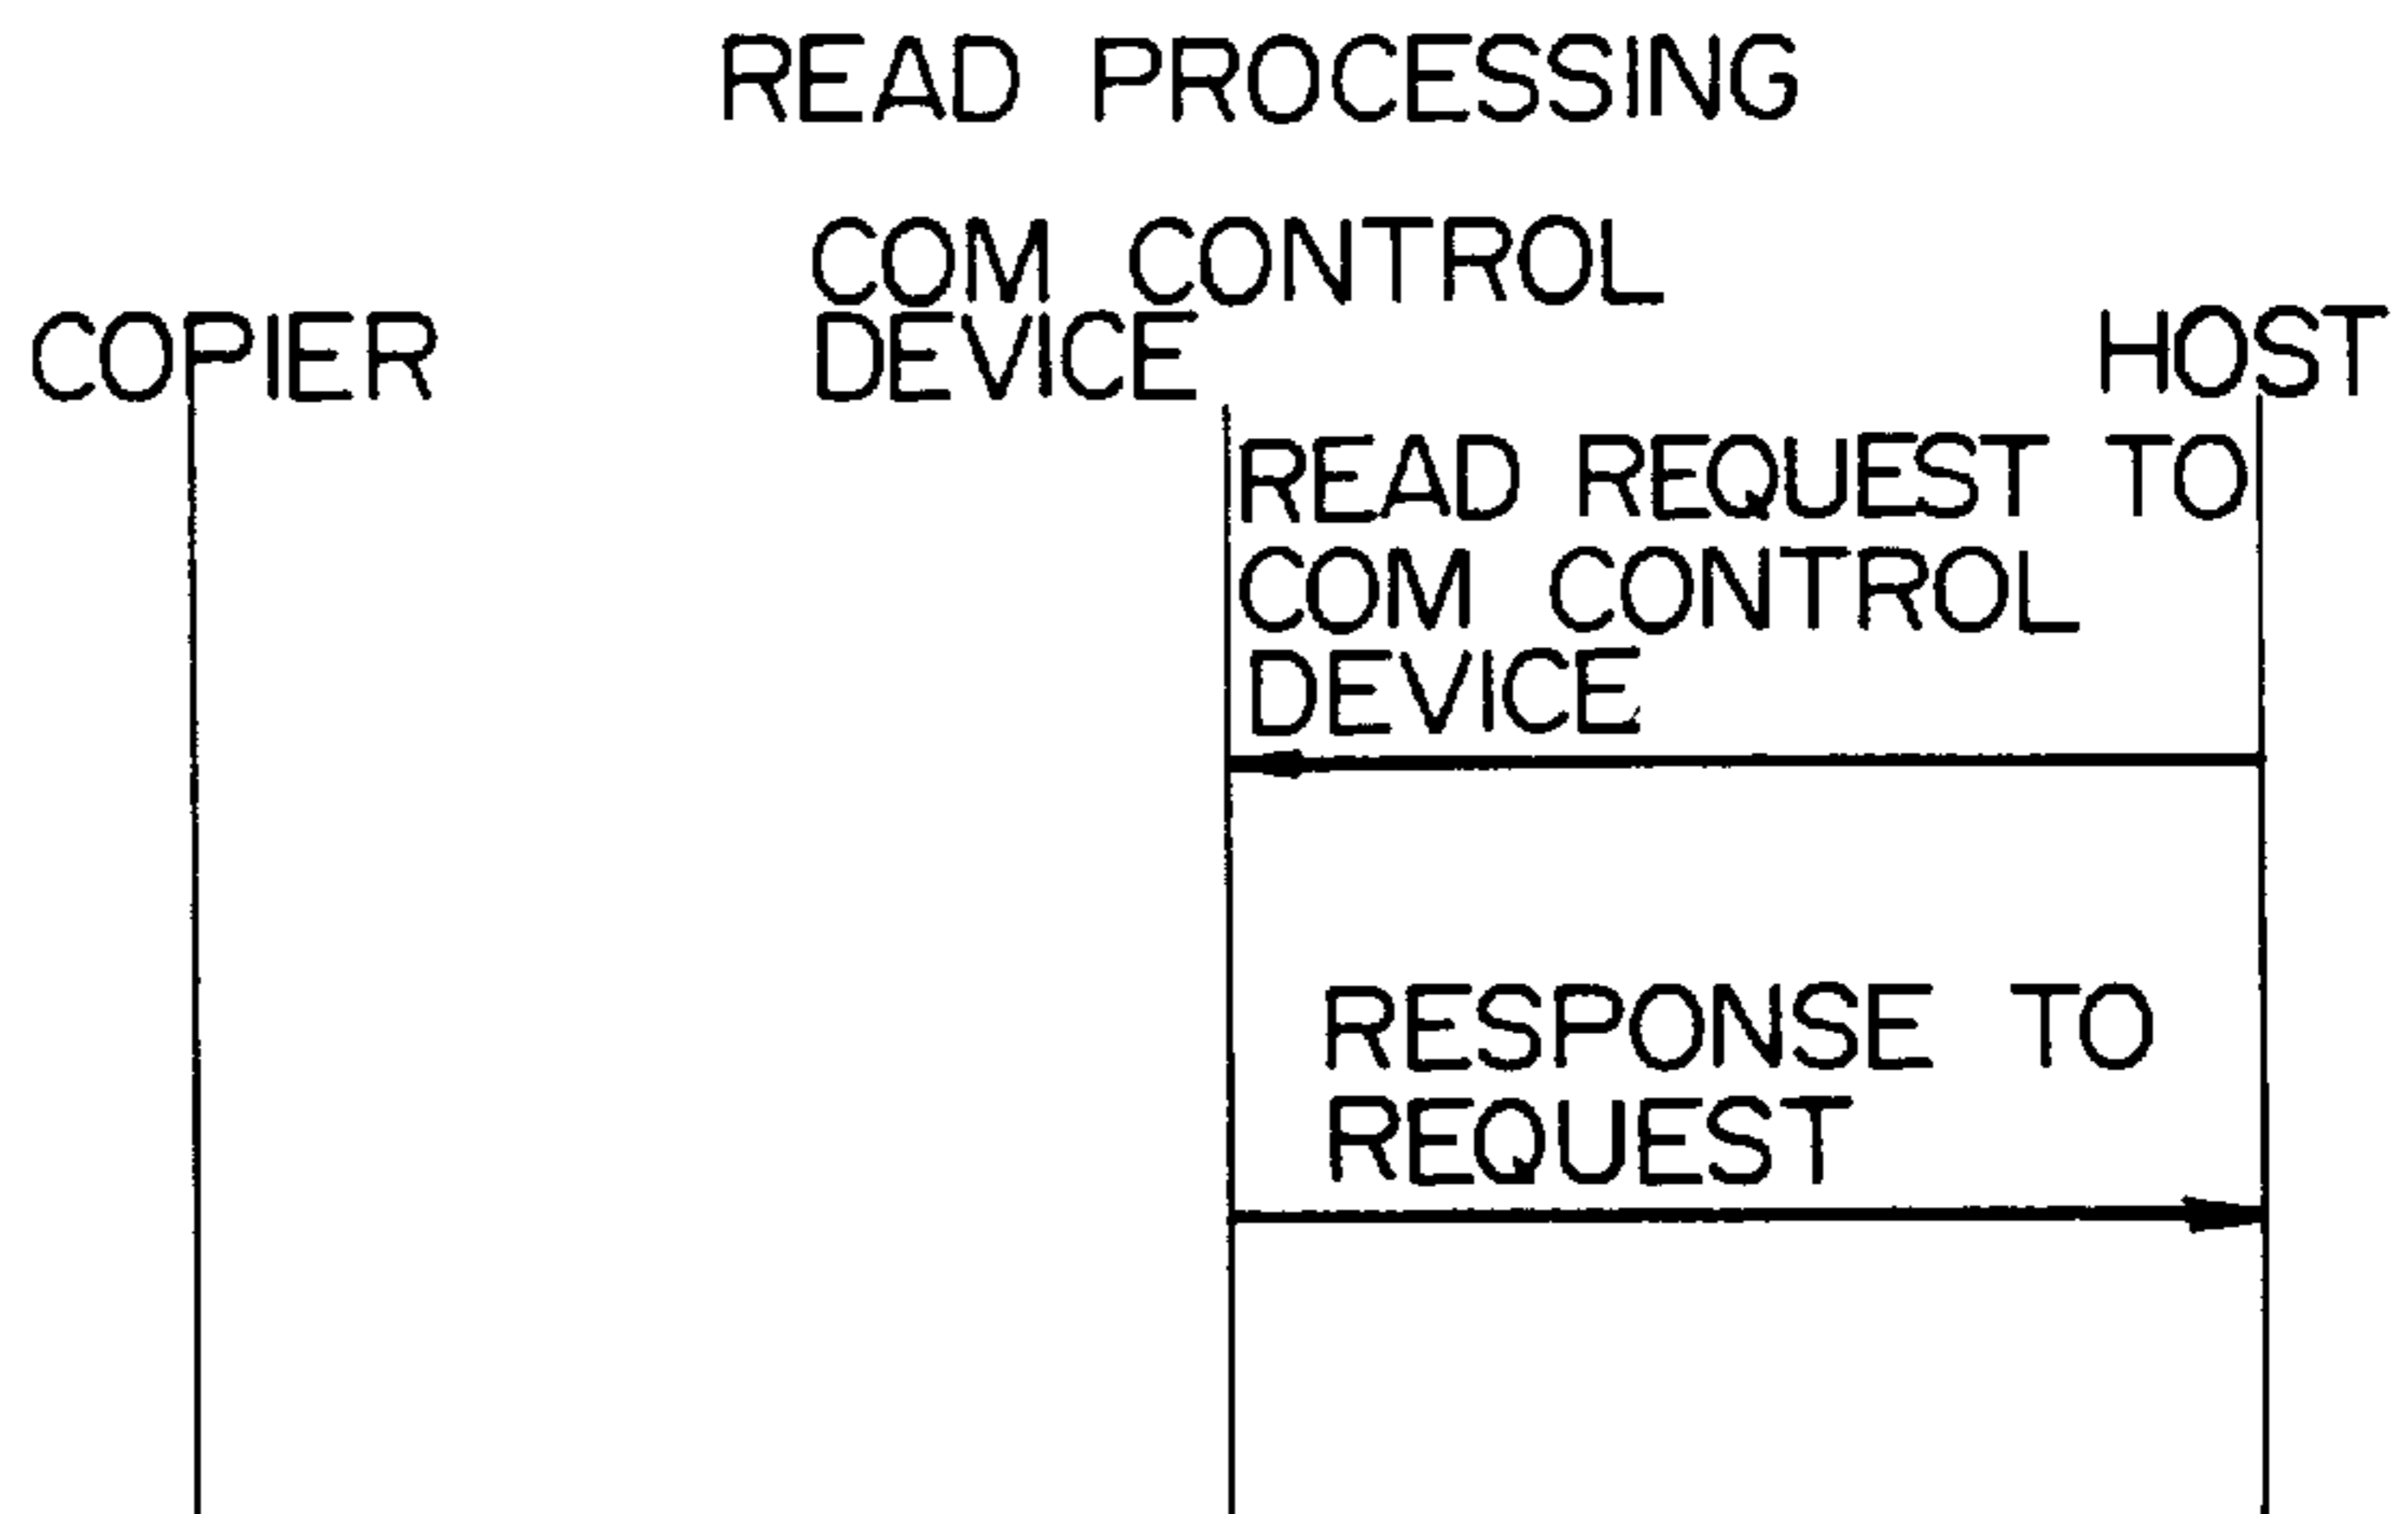 READ PROCESSING
COM CONTROL
DEVICE
COPIER
HOST
READ REQUEST TO
COM CONTROL
DEVICE
RESPONSE TO
REQUEST